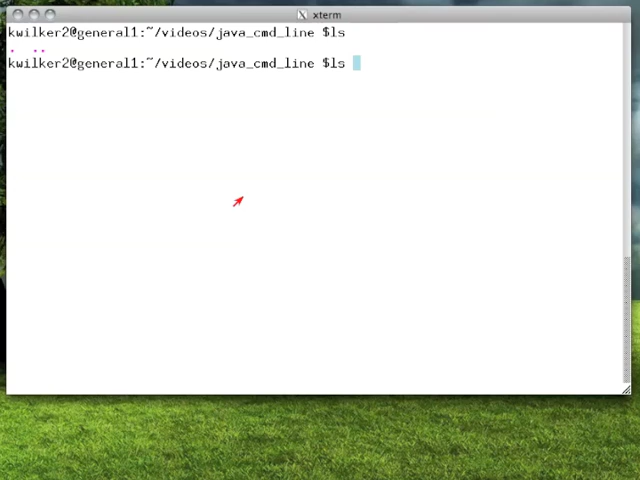 xterm
kwilker2@general1:~/videos/java_cmd_line $ls
. ..
kwilker2@general1:~/videos/java_cmd_line $ls